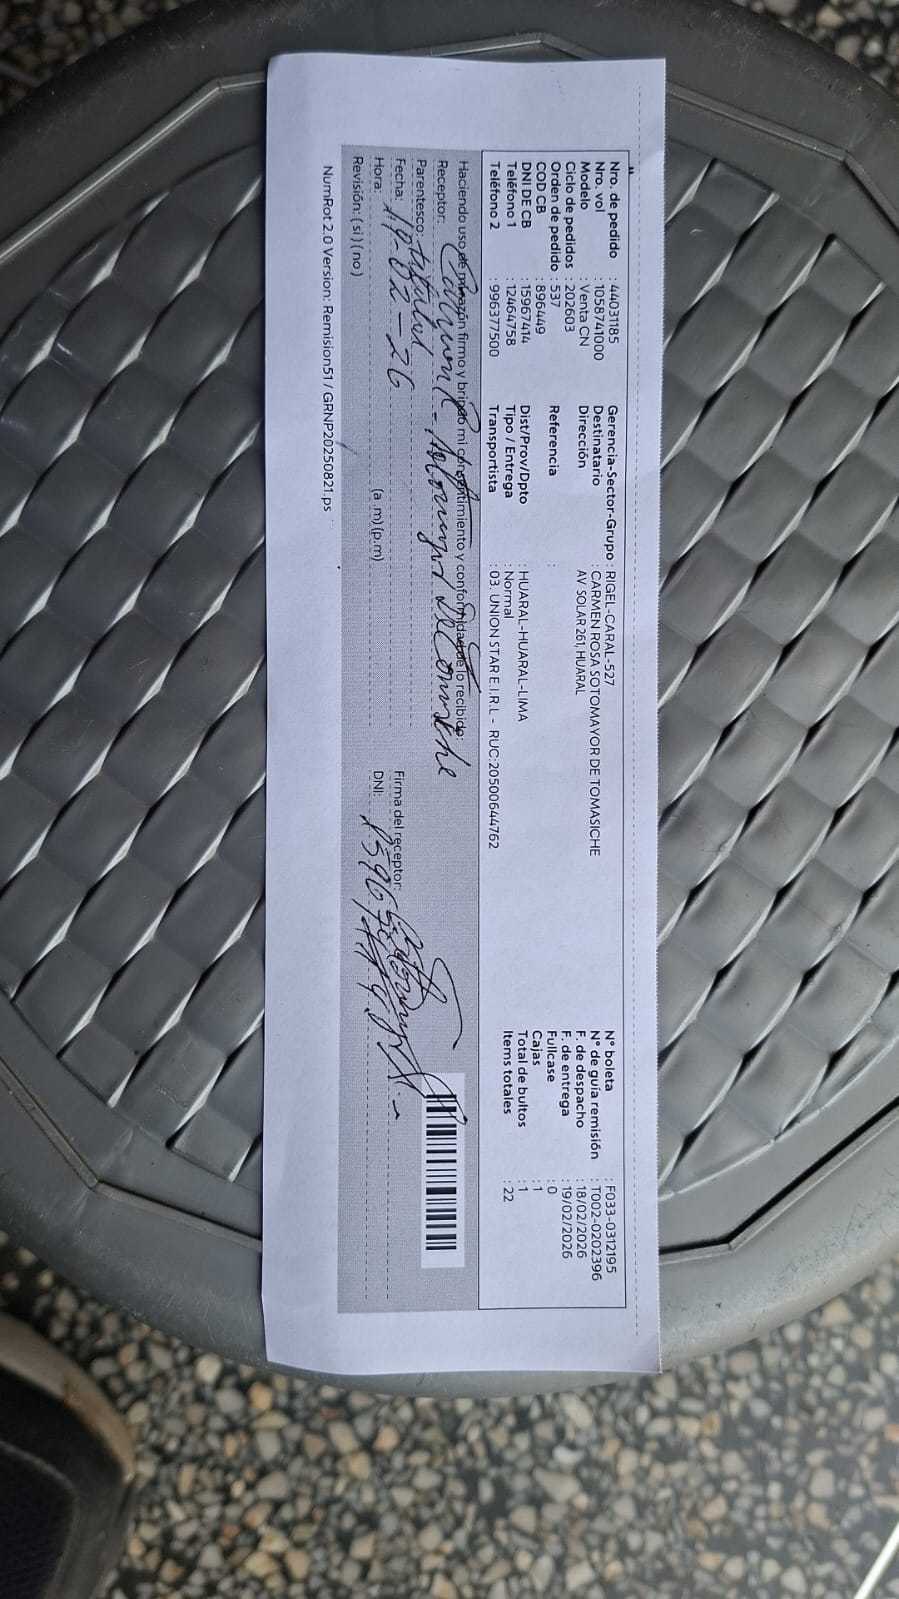 Nro. de pedido : 44031185
Nro. vol : 1058741000
Modelo : Venta CN
Ciclo de pedidos : 202603
Orden de pedido : 537
COD CB : 896449
DNI DE CB : 15967414
Teléfono 1 : 12464758
Teléfono 2 : 996377500
Gerencia-Sector-Grupo : RIGEL-CARAL-527
Destinatario : CARMEN ROSA SOTOMAYOR DE TOMASICHE
Dirección : AV SOLAR 261, HUARAL
Referencia :
Dist/Prov/Dpto : HUARAL-HUARAL-LIMA
Tipo / Entrega : Normal
Transportista : 03. UNION STAR E.I.R.L - RUC:20500644762
N° boleta : F033-0312195
N° de guía remisión : T002-0202396
F. de despacho : 18/02/2026
F. de entrega : 19/02/2026
Fullcase : 0
Cajas : 1
Total de bultos : 1
Items totales : 22
Haciendo uso de mi razón firmo y brindo mi consentimiento y conformidad de lo recibido:
Receptor:
Parentesco: titular
Fecha: 19-02-26
Hora: (a. m) (p.m)
Revisión: ( si ) ( no )
Firma del receptor:
DNI:
NumRot 2.0 Version: Remision51 / GRNP20250821.ps